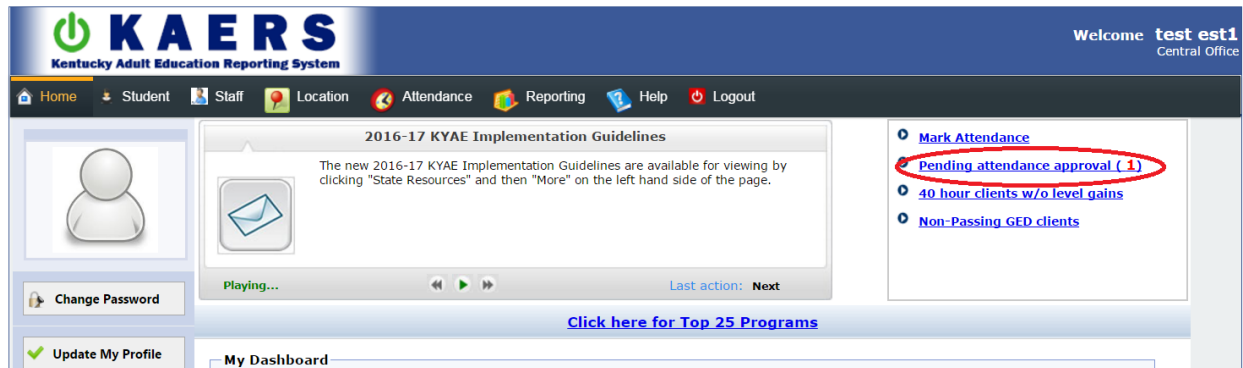 KAERS
Kentucky Adult Education Reporting System
Welcome test est1
Central Office
Home Student Staff Location Attendance Reporting Help Logout
2016-17 KYAE Implementation Guidelines
The new 2016-17 KYAE Implementation Guidelines are available for viewing by
clicking "State Resources" and then "More" on the left hand side of the page.
Playing... Last action: Next
Mark Attendance
Pending attendance approval ( 1)
40 hour clients w/o level gains
Non-Passing GED clients
Change Password
Click here for Top 25 Programs
Update My Profile
My Dashboard